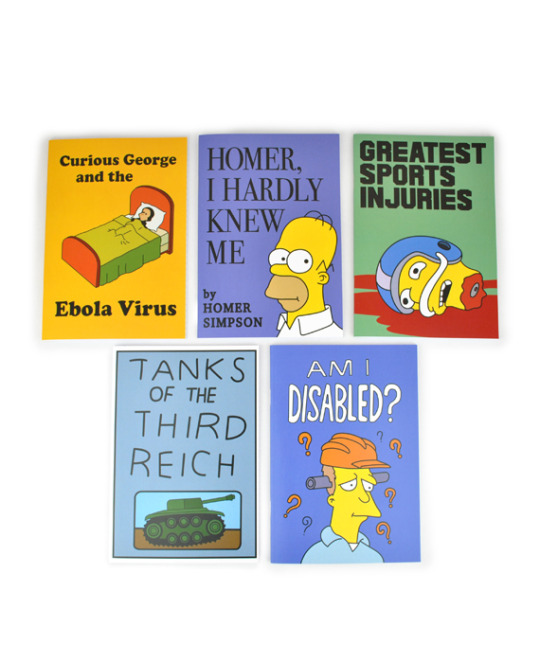 Curious George
and the
Ebola Virus
HOMER,
I HARDLY
KNEW
ME
by
HOMER
SIMPSON
GREATEST
SPORTS
INJURIES
TANKS
OF THE
THIRD
REICH
AM I
DISABLED?
? ? ? ? ? ? ?